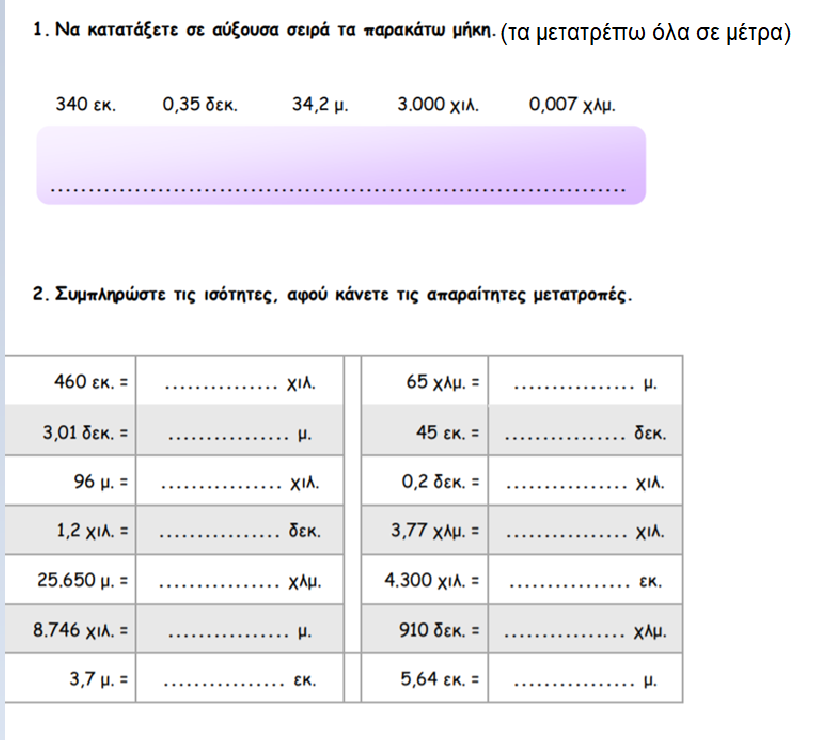 1. Να κατατάξετε σε αύξουσα σειρά τα παρακάτω μήκη. (τα μετατρέπω όλα σε μέτρα)
340 εκ. 0,35 δεκ. 34,2 μ. 3.000 χιλ. 0,007 χλμ.
................................................................................
2. Συμπληρώστε τις ισότητες, αφού κάνετε τις απαραίτητες μετατροπές.
460 εκ. = ............... χιλ. 65 χλμ. = ................ μ.
3,01 δεκ. = ................ μ. 45 εκ. = ................ δεκ.
96 μ. = ................ χιλ. 0,2 δεκ. = ................ χιλ.
1,2 χιλ. = ................ δεκ. 3,77 χλμ. = ................ χιλ.
25.650 μ. = ................ χλμ. 4.300 χιλ. = ................ εκ.
8.746 χιλ. = ................ μ. 910 δεκ. = ................ χλμ.
3,7 μ. = ................ εκ. 5,64 εκ. = ................ μ.